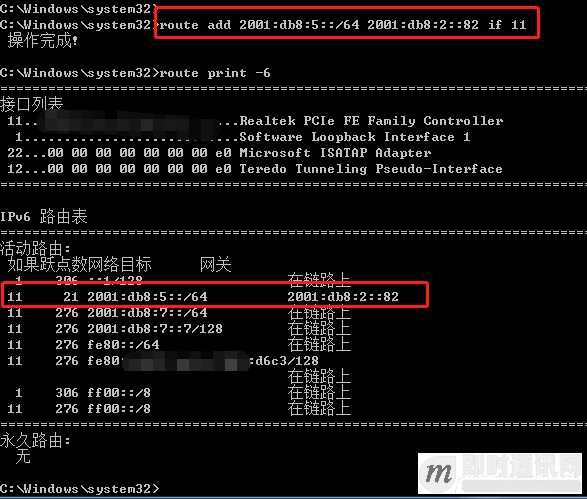 C:\Windows\system32>
C:\Windows\system32>route add 2001:db8:5::/64 2001:db8:2::82 if 11
操作完成!
C:\Windows\system32>route print -6
===========================================================================
接口列表
11... ...Realtek PCIe FE Family Controller
1...........................Software Loopback Interface 1
22...00 00 00 00 00 00 00 e0 Microsoft ISATAP Adapter
12...00 00 00 00 00 00 00 e0 Teredo Tunneling Pseudo-Interface
===========================================================================
IPv6 路由表
===========================================================================
活动路由:
如果跃点数网络目标 网关
1 306 ::1/128 在链路上
11 21 2001:db8:5::/64 2001:db8:2::82
11 276 2001:db8:7::/64 在链路上
11 276 2001:db8:7::7/128 在链路上
11 276 fe80::/64 在链路上
11 276 fe80: :d6c3/128
在链路上
1 306 ff00::/8 在链路上
11 276 ff00::/8 在链路上
===========================================================================
永久路由:
无
C:\Windows\system32>
m 即时通讯网